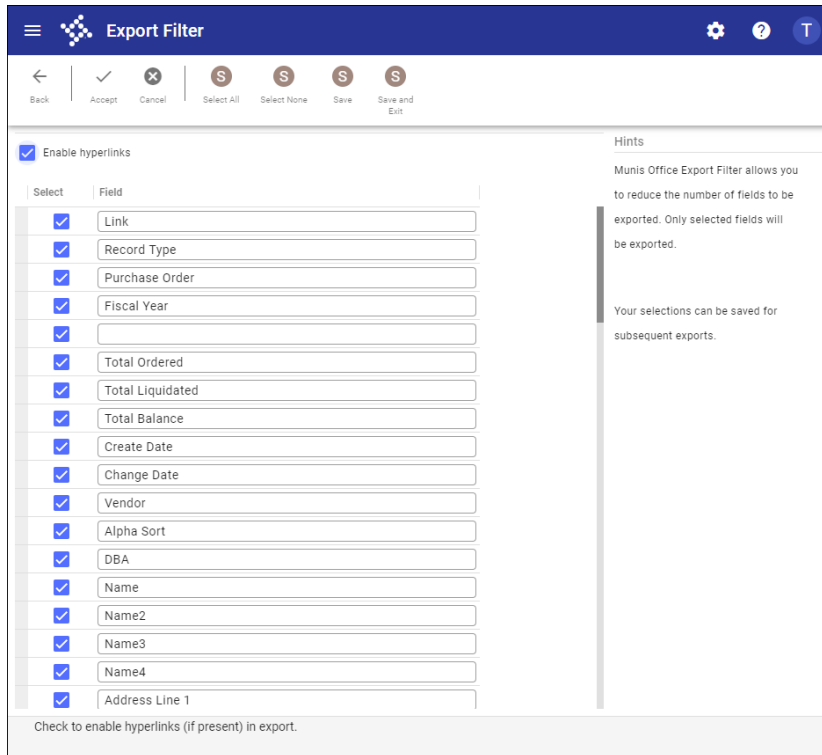 Export Filter
T
S
S
S
S
Back
Accept
Cancel
Select All
Select None
Save
Save and
Exit
Enable hyperlinks
Select Field
Link
Record Type
Purchase Order
Fiscal Year
Total Ordered
Total Liquidated
Total Balance
Create Date
Change Date
Vendor
Alpha Sort
DBA
Name
Name2
Name3
Name4
Address Line 1
Hints
Munis Office Export Filter allows you
to reduce the number of fields to be
exported. Only selected fields will
be exported.
Your selections can be saved for
subsequent exports.
Check to enable hyperlinks (if present) in export.